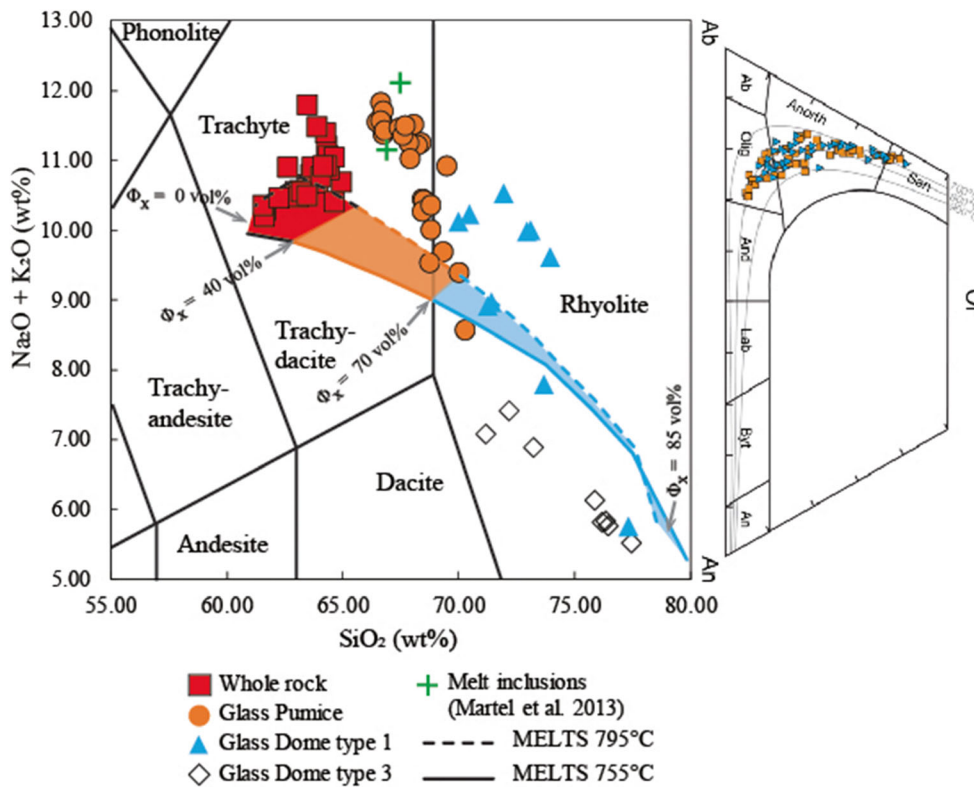 13.00
12.00
11.00
10.00
9.00
8.00
7.00
6.00
5.00
Na₂O + K₂O (wt%)
Phonolite
Trachyte
Φx = 0 vol%
Φx = 40 vol%
Φx = 70 vol%
Φx = 85 vol%
Rhyolite
Trachy-
dacite
Trachy-
andesite
Dacite
Andesite
55.00 60.00 65.00 70.00 75.00 80.00
SiO₂ (wt%)
Ab
Ab
Anorth
Olig
San
700°C
And
Lab
Byt
An
An
Whole rock
Glass Pumice
Glass Dome type 1
Glass Dome type 3
Melt inclusions
(Martel et al. 2013)
MELTS 795°C
MELTS 755°C